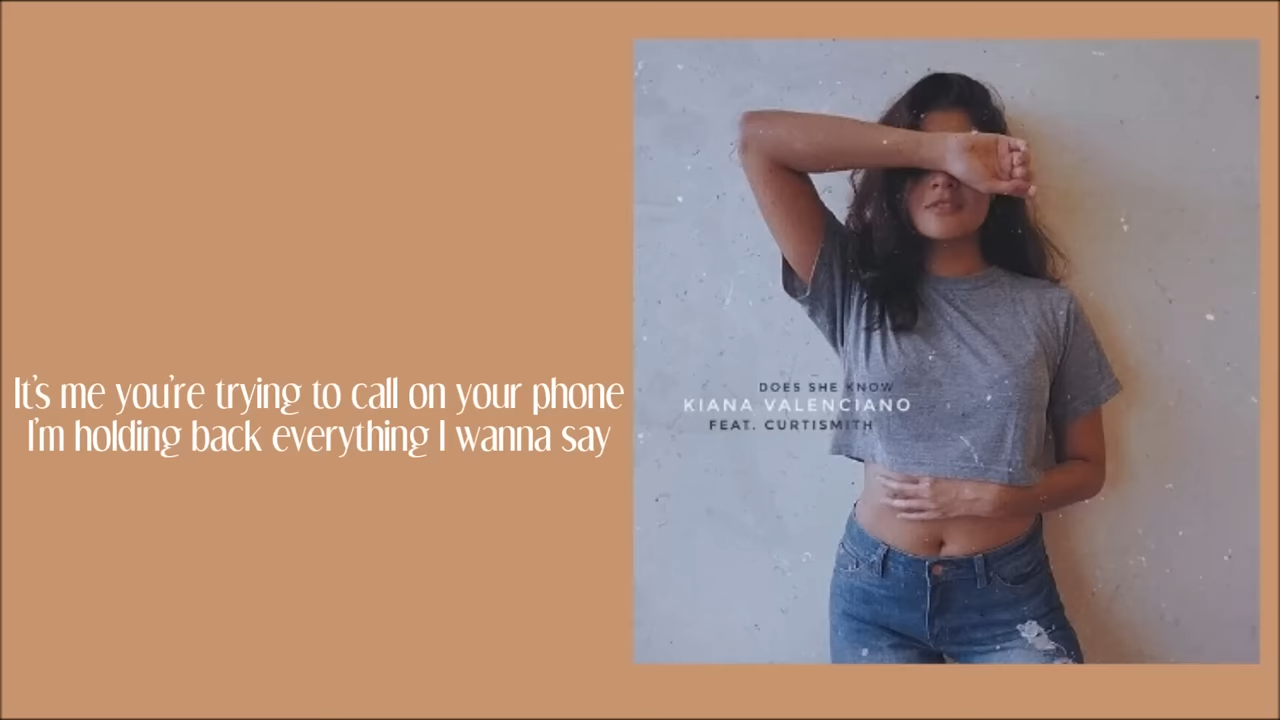 It's me you're trying to call on your phone
I'm holding back everything I wanna say
DOES SHE KNOW
KIANA VALENCIANO
FEAT. CURTISMITH